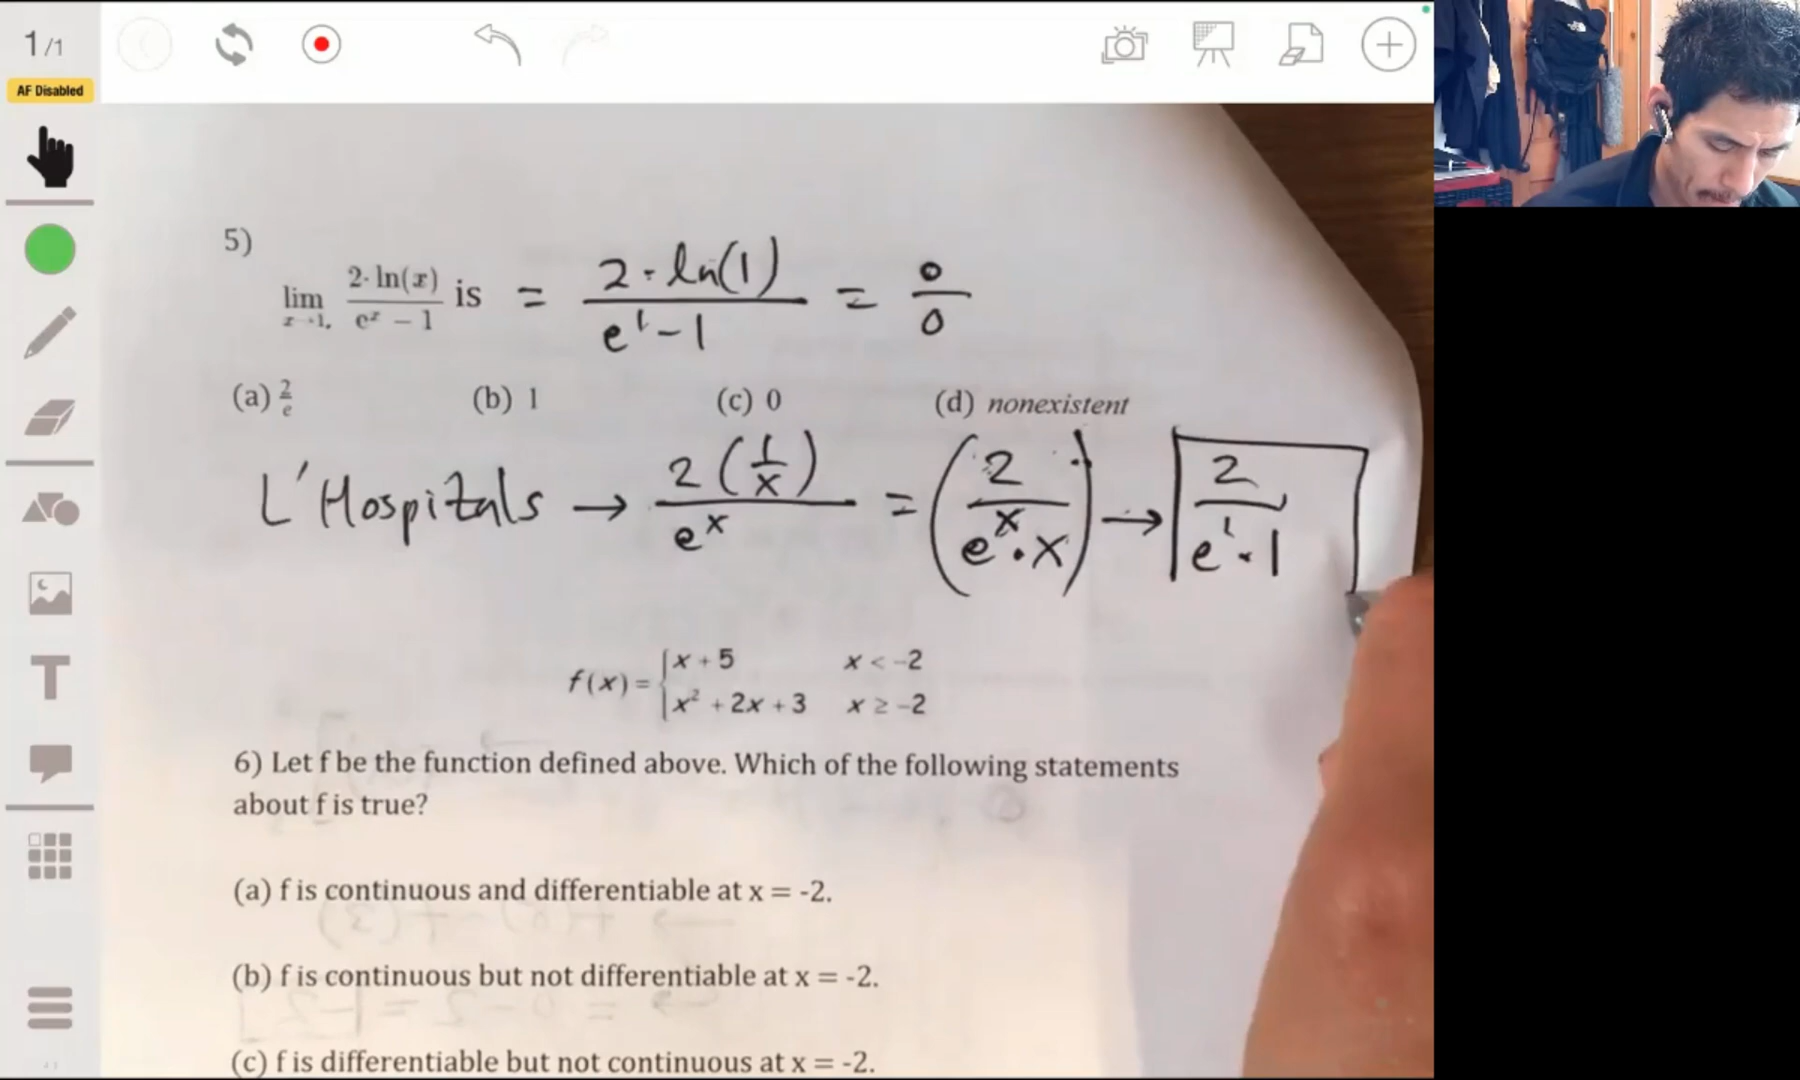 1/1
AF Disabled
5)
lim x→1, 2·ln(x) / e^x − 1 is = 2·ln(1) / e^1 − 1 = 0/0
(a) 2/e (b) 1 (c) 0 (d) nonexistent
L'Hospitals → 2(1/x) / e^x = (2 / e^x·x) → 2 / e^1·1
f(x) = { x + 5 x < -2
x² + 2x + 3 x ≥ -2
6) Let f be the function defined above. Which of the following statements
about f is true?
(a) f is continuous and differentiable at x = -2.
(b) f is continuous but not differentiable at x = -2.
(c) f is differentiable but not continuous at x = -2.
T